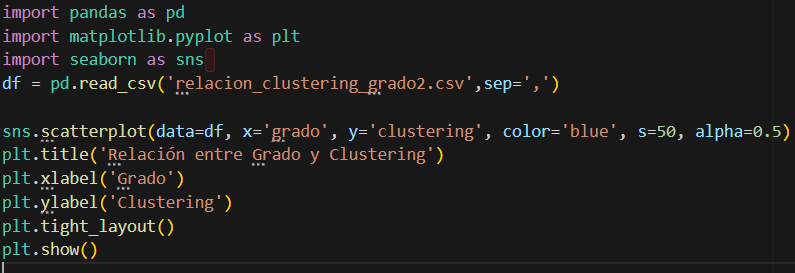 import pandas as pd
import matplotlib.pyplot as plt
import seaborn as sns
df = pd.read_csv('relacion_clustering_grado2.csv',sep=',')
sns.scatterplot(data=df, x='grado', y='clustering', color='blue', s=50, alpha=0.5)
plt.title('Relación entre Grado y Clustering')
plt.xlabel('Grado')
plt.ylabel('Clustering')
plt.tight_layout()
plt.show()